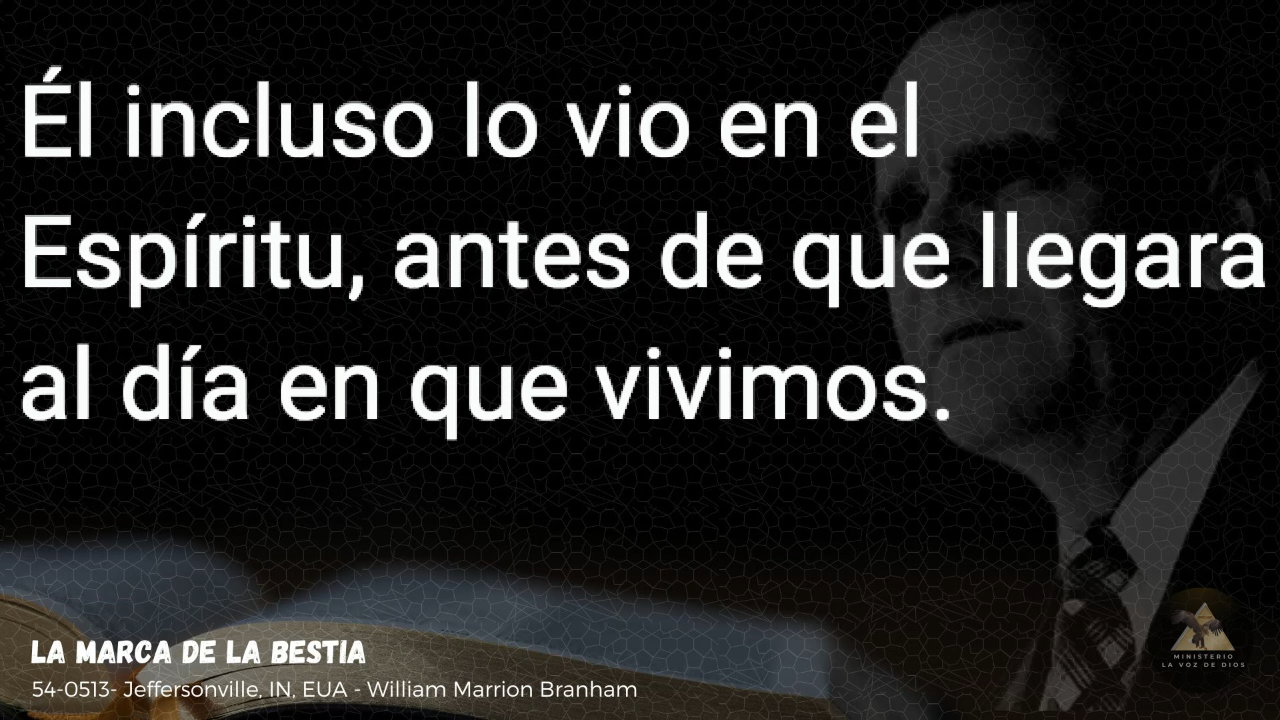 Él incluso lo vio en el
Espíritu, antes de que llegara
al día en que vivimos.
LA MARCA DE LA BESTIA
54-0513- Jeffersonville, IN, EUA - William Marrion Branham
MINISTERIO
LA VOZ DE DIOS